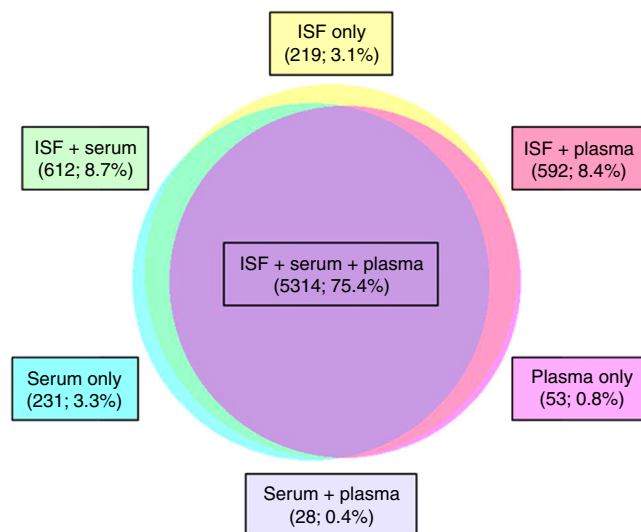 ISF only
(219; 3.1%)
ISF + serum
(612; 8.7%)
ISF + plasma
(592; 8.4%)
ISF + serum + plasma
(5314; 75.4%)
Serum only
(231; 3.3%)
Plasma only
(53; 0.8%)
Serum + plasma
(28; 0.4%)